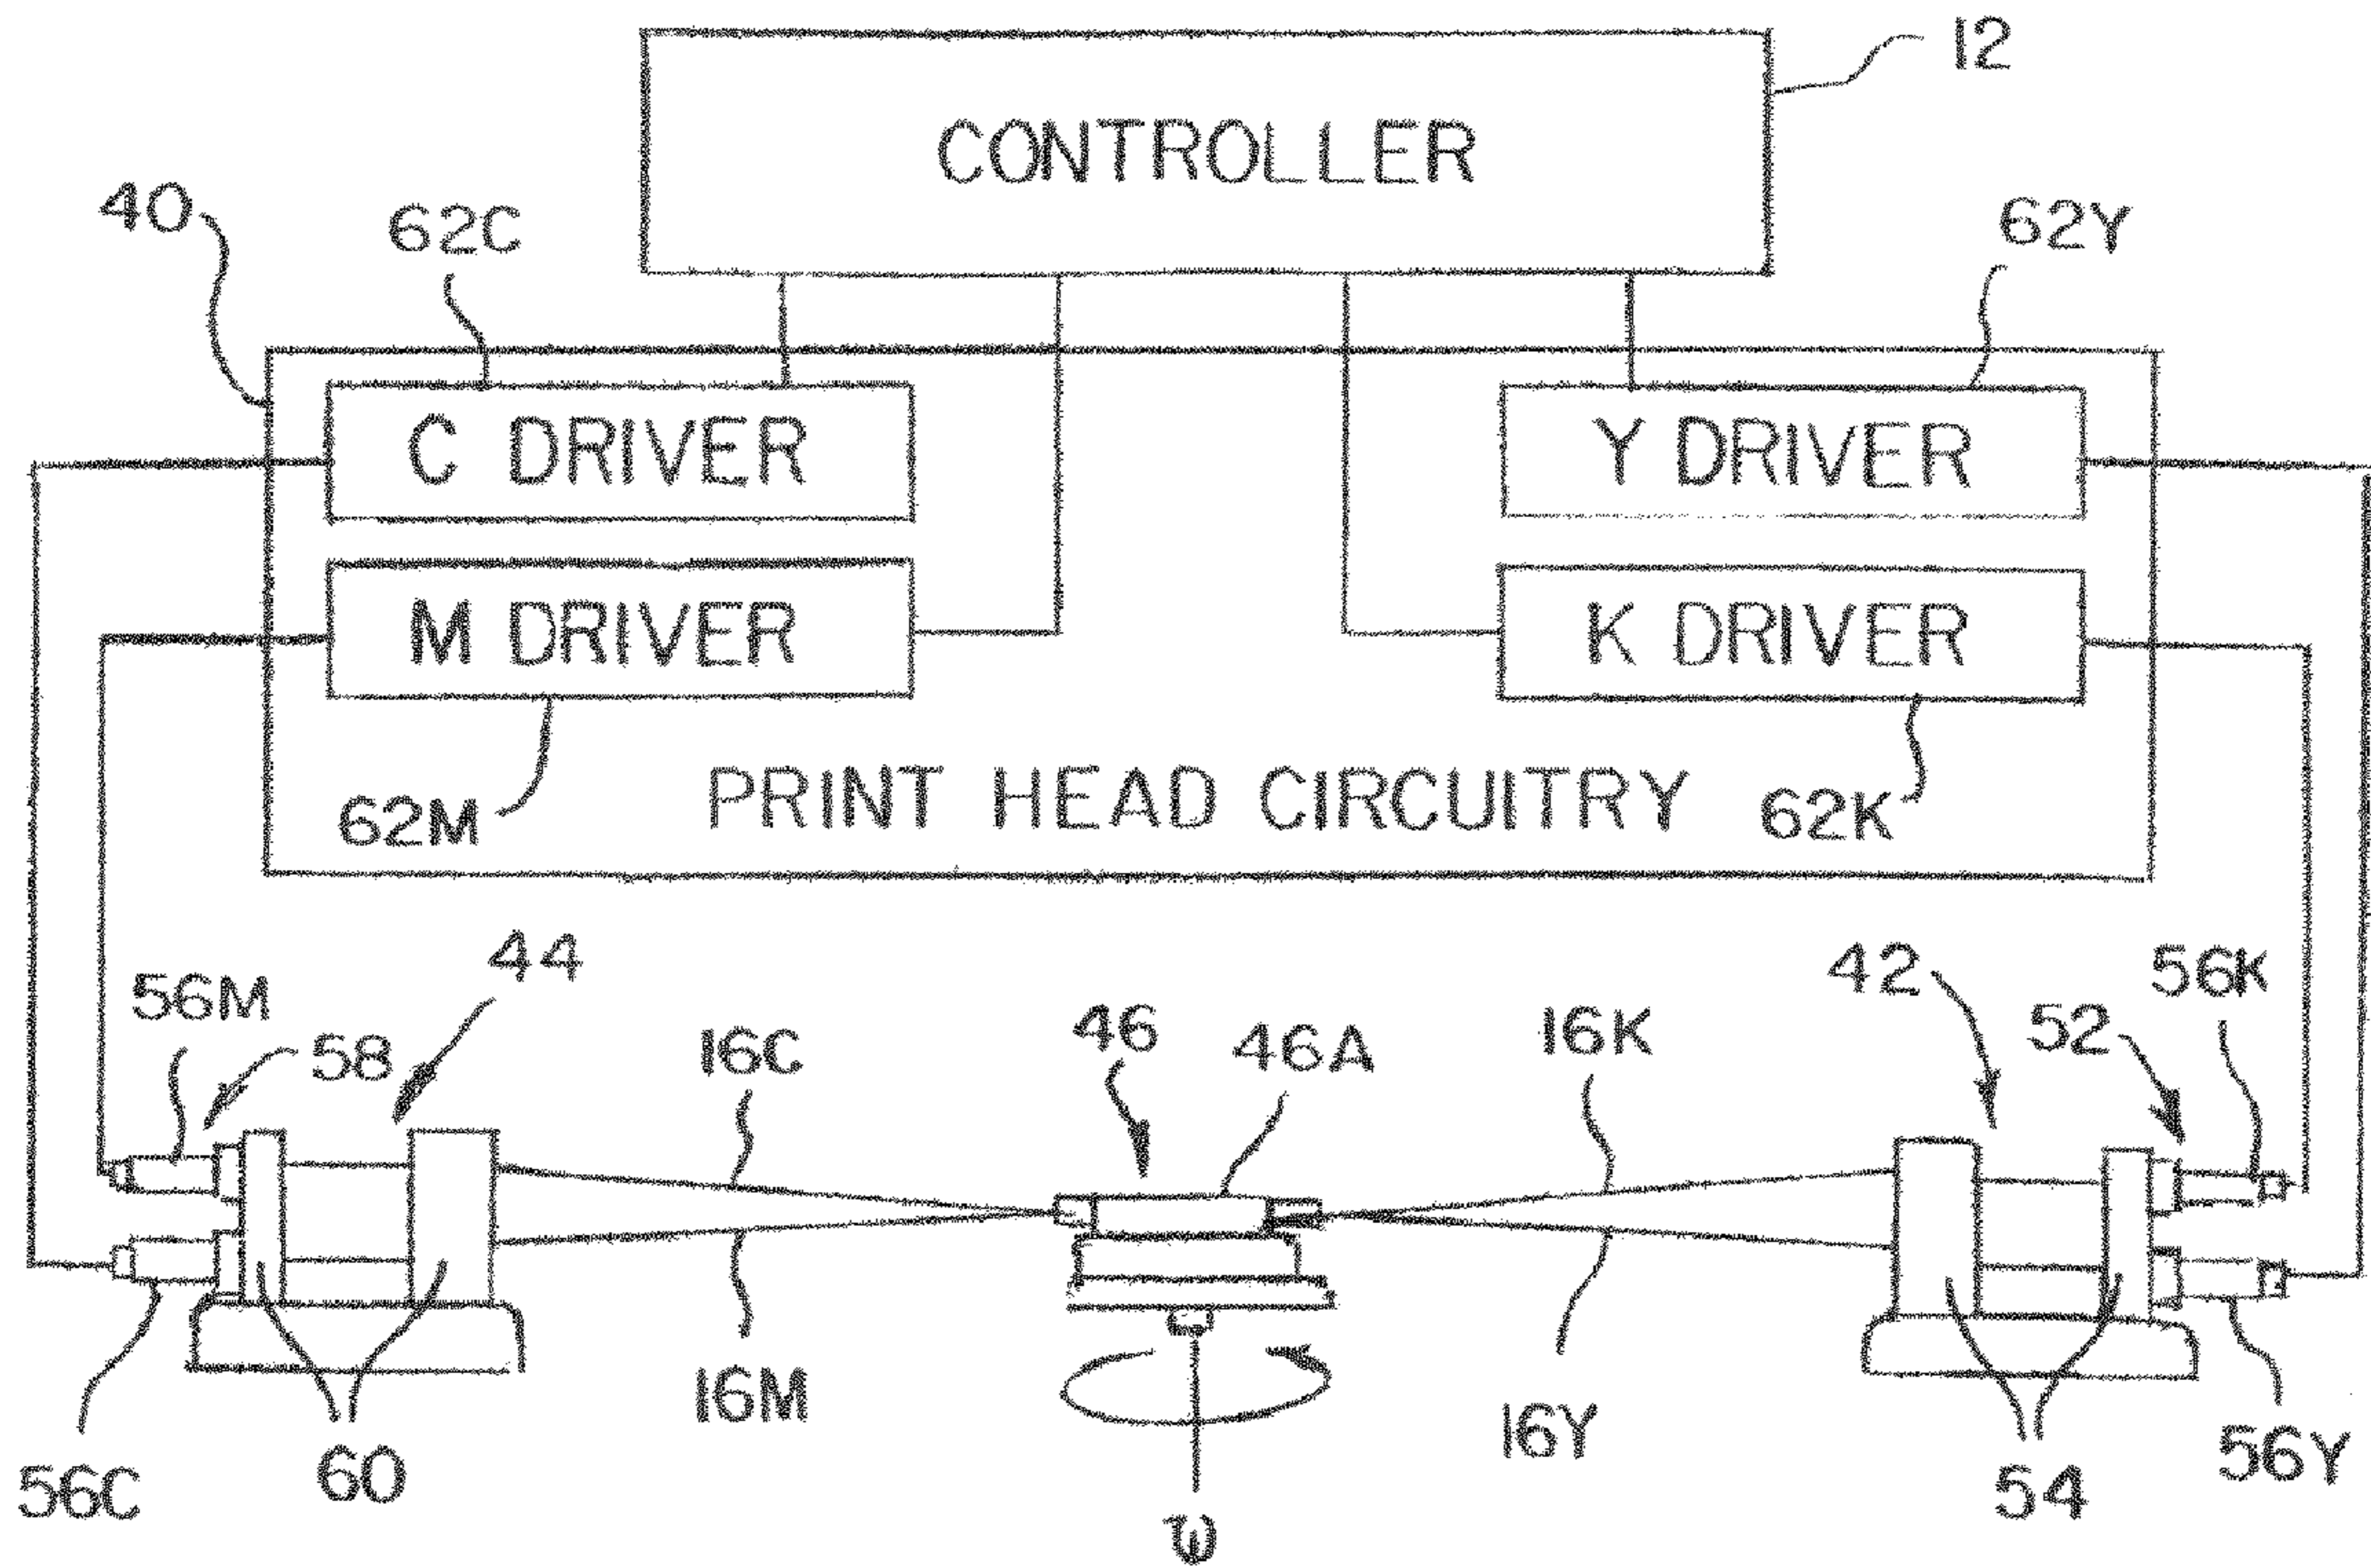 12
CONTROLLER
40
62C
62Y
C DRIVER
Y DRIVER
M DRIVER
K DRIVER
62M
PRINT HEAD CIRCUITRY
62K
44
42
56K
56M
58
16C
46
46A
16K
52
16M
16Y
56C
60
54
56Y
ω